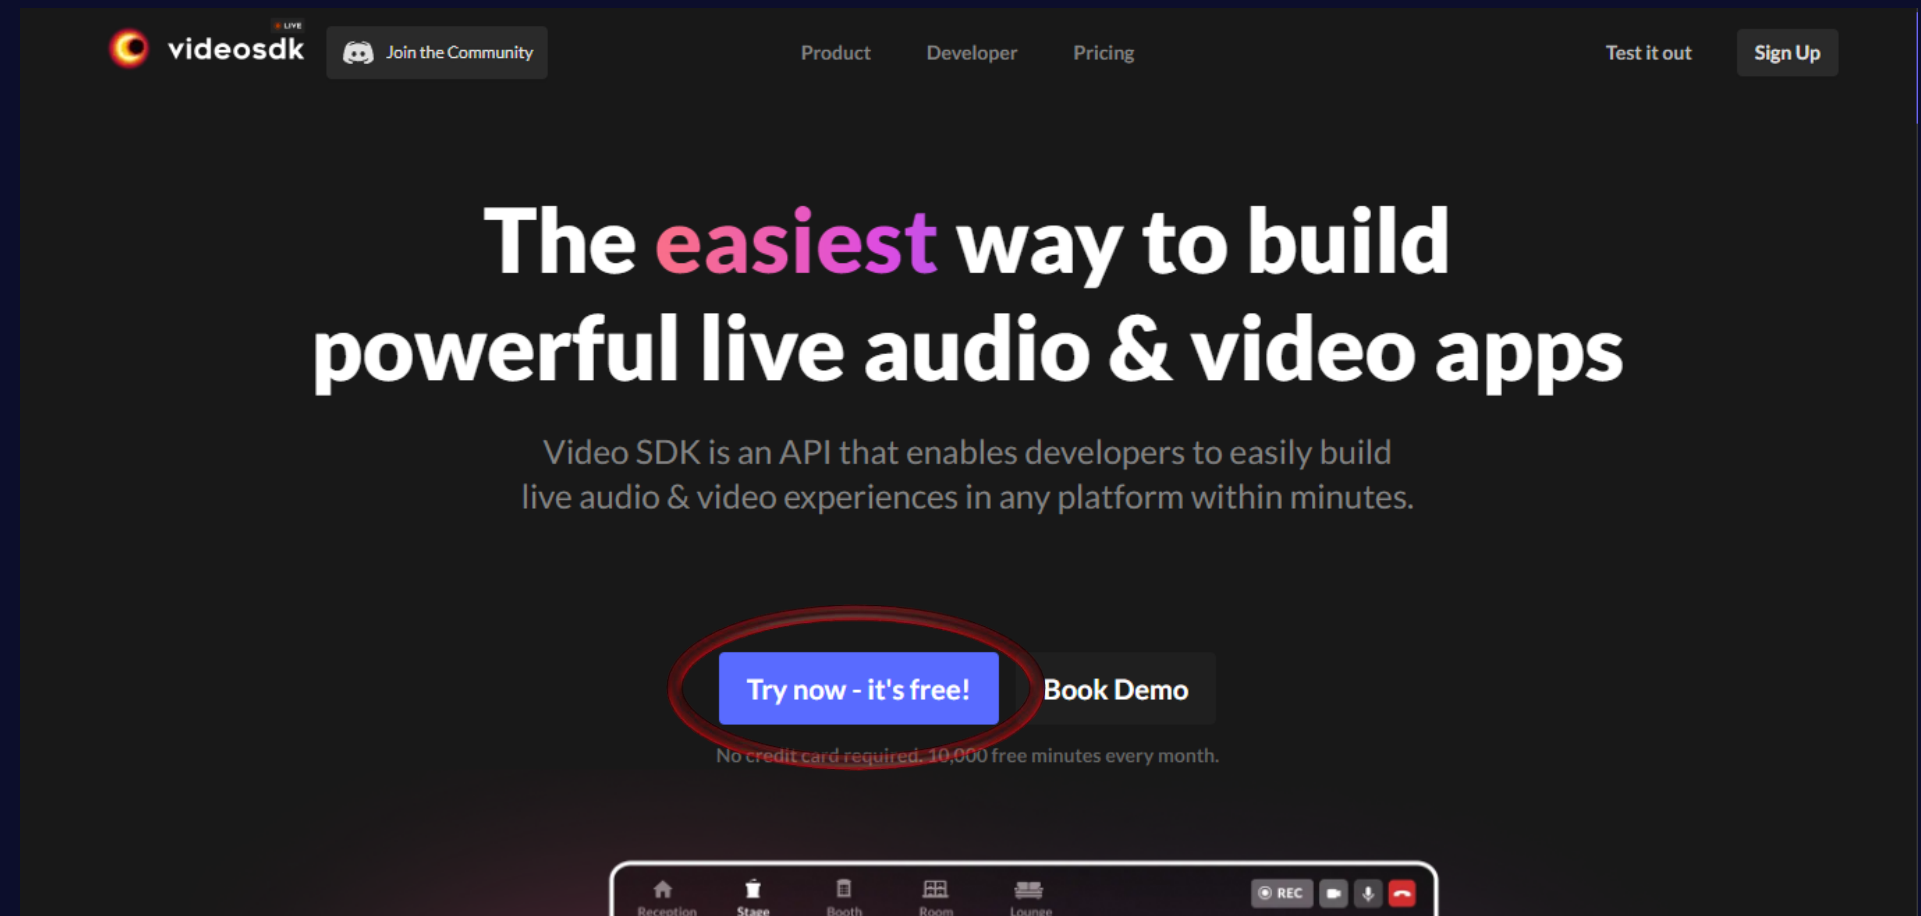 LIVE
videosdk
Join the Community
Product
Developer
Pricing
Test it out
Sign Up
The easiest way to build
powerful live audio & video apps
Video SDK is an API that enables developers to easily build
live audio & video experiences in any platform within minutes.
Try now - it's free!
Book Demo
No credit card required. 10,000 free minutes every month.
REC
Reception
Stage
Booth
Room
Lounge